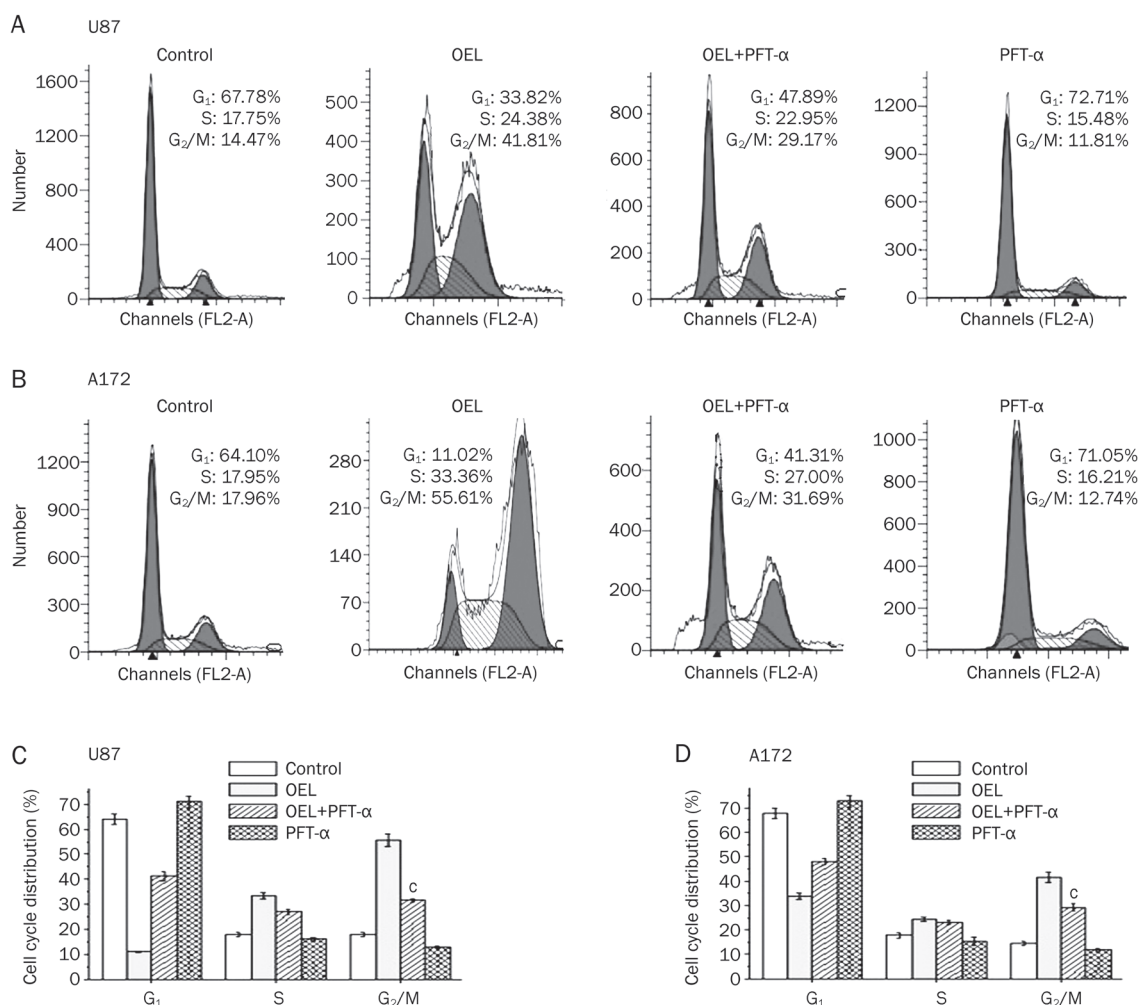 A
U87
Control
OEL
OEL+PFT-α
PFT-α
Number
1600
1200
800
400
0
G₁: 67.78%
S: 17.75%
G₂/M: 14.47%
Channels (FL2-A)
500
400
300
200
100
0
G₁: 33.82%
S: 24.38%
G₂/M: 41.81%
Channels (FL2-A)
800
600
400
200
0
G₁: 47.89%
S: 22.95%
G₂/M: 29.17%
Channels (FL2-A)
1200
900
600
300
0
G₁: 72.71%
S: 15.48%
G₂/M: 11.81%
Channels (FL2-A)
B
A172
Control
OEL
OEL+PFT-α
PFT-α
Number
1200
900
600
300
0
G₁: 64.10%
S: 17.95%
G₂/M: 17.96%
Channels (FL2-A)
280
210
140
70
0
G₁: 11.02%
S: 33.36%
G₂/M: 55.61%
Channels (FL2-A)
600
400
200
0
G₁: 41.31%
S: 27.00%
G₂/M: 31.69%
Channels (FL2-A)
1000
800
600
400
200
0
G₁: 71.05%
S: 16.21%
G₂/M: 12.74%
Channels (FL2-A)
C
U87
Control
OEL
OEL+PFT-α
PFT-α
Cell cycle distribution (%)
70
60
50
40
30
20
10
0
c
G₁
S
G₂/M
D
A172
Control
OEL
OEL+PFT-α
PFT-α
Cell cycle distribution (%)
70
60
50
40
30
20
10
0
c
G₁
S
G₂/M